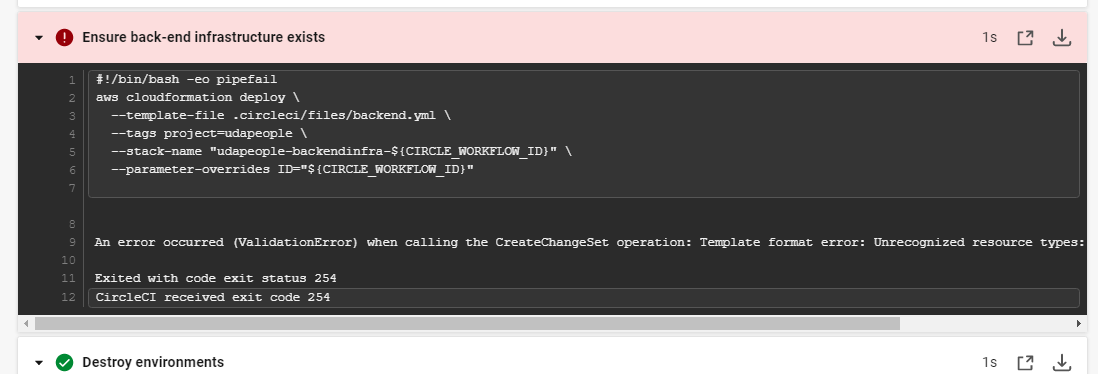 Ensure back-end infrastructure exists 1s
1 #!/bin/bash -eo pipefail
2 aws cloudformation deploy \
3 --template-file .circleci/files/backend.yml \
4 --tags project=udapeople \
5 --stack-name "udapeople-backendinfra-${CIRCLE_WORKFLOW_ID}" \
6 --parameter-overrides ID="${CIRCLE_WORKFLOW_ID}"
7
8
9 An error occurred (ValidationError) when calling the CreateChangeSet operation: Template format error: Unrecognized resource types:
10
11 Exited with code exit status 254
12 CircleCI received exit code 254
Destroy environments 1s